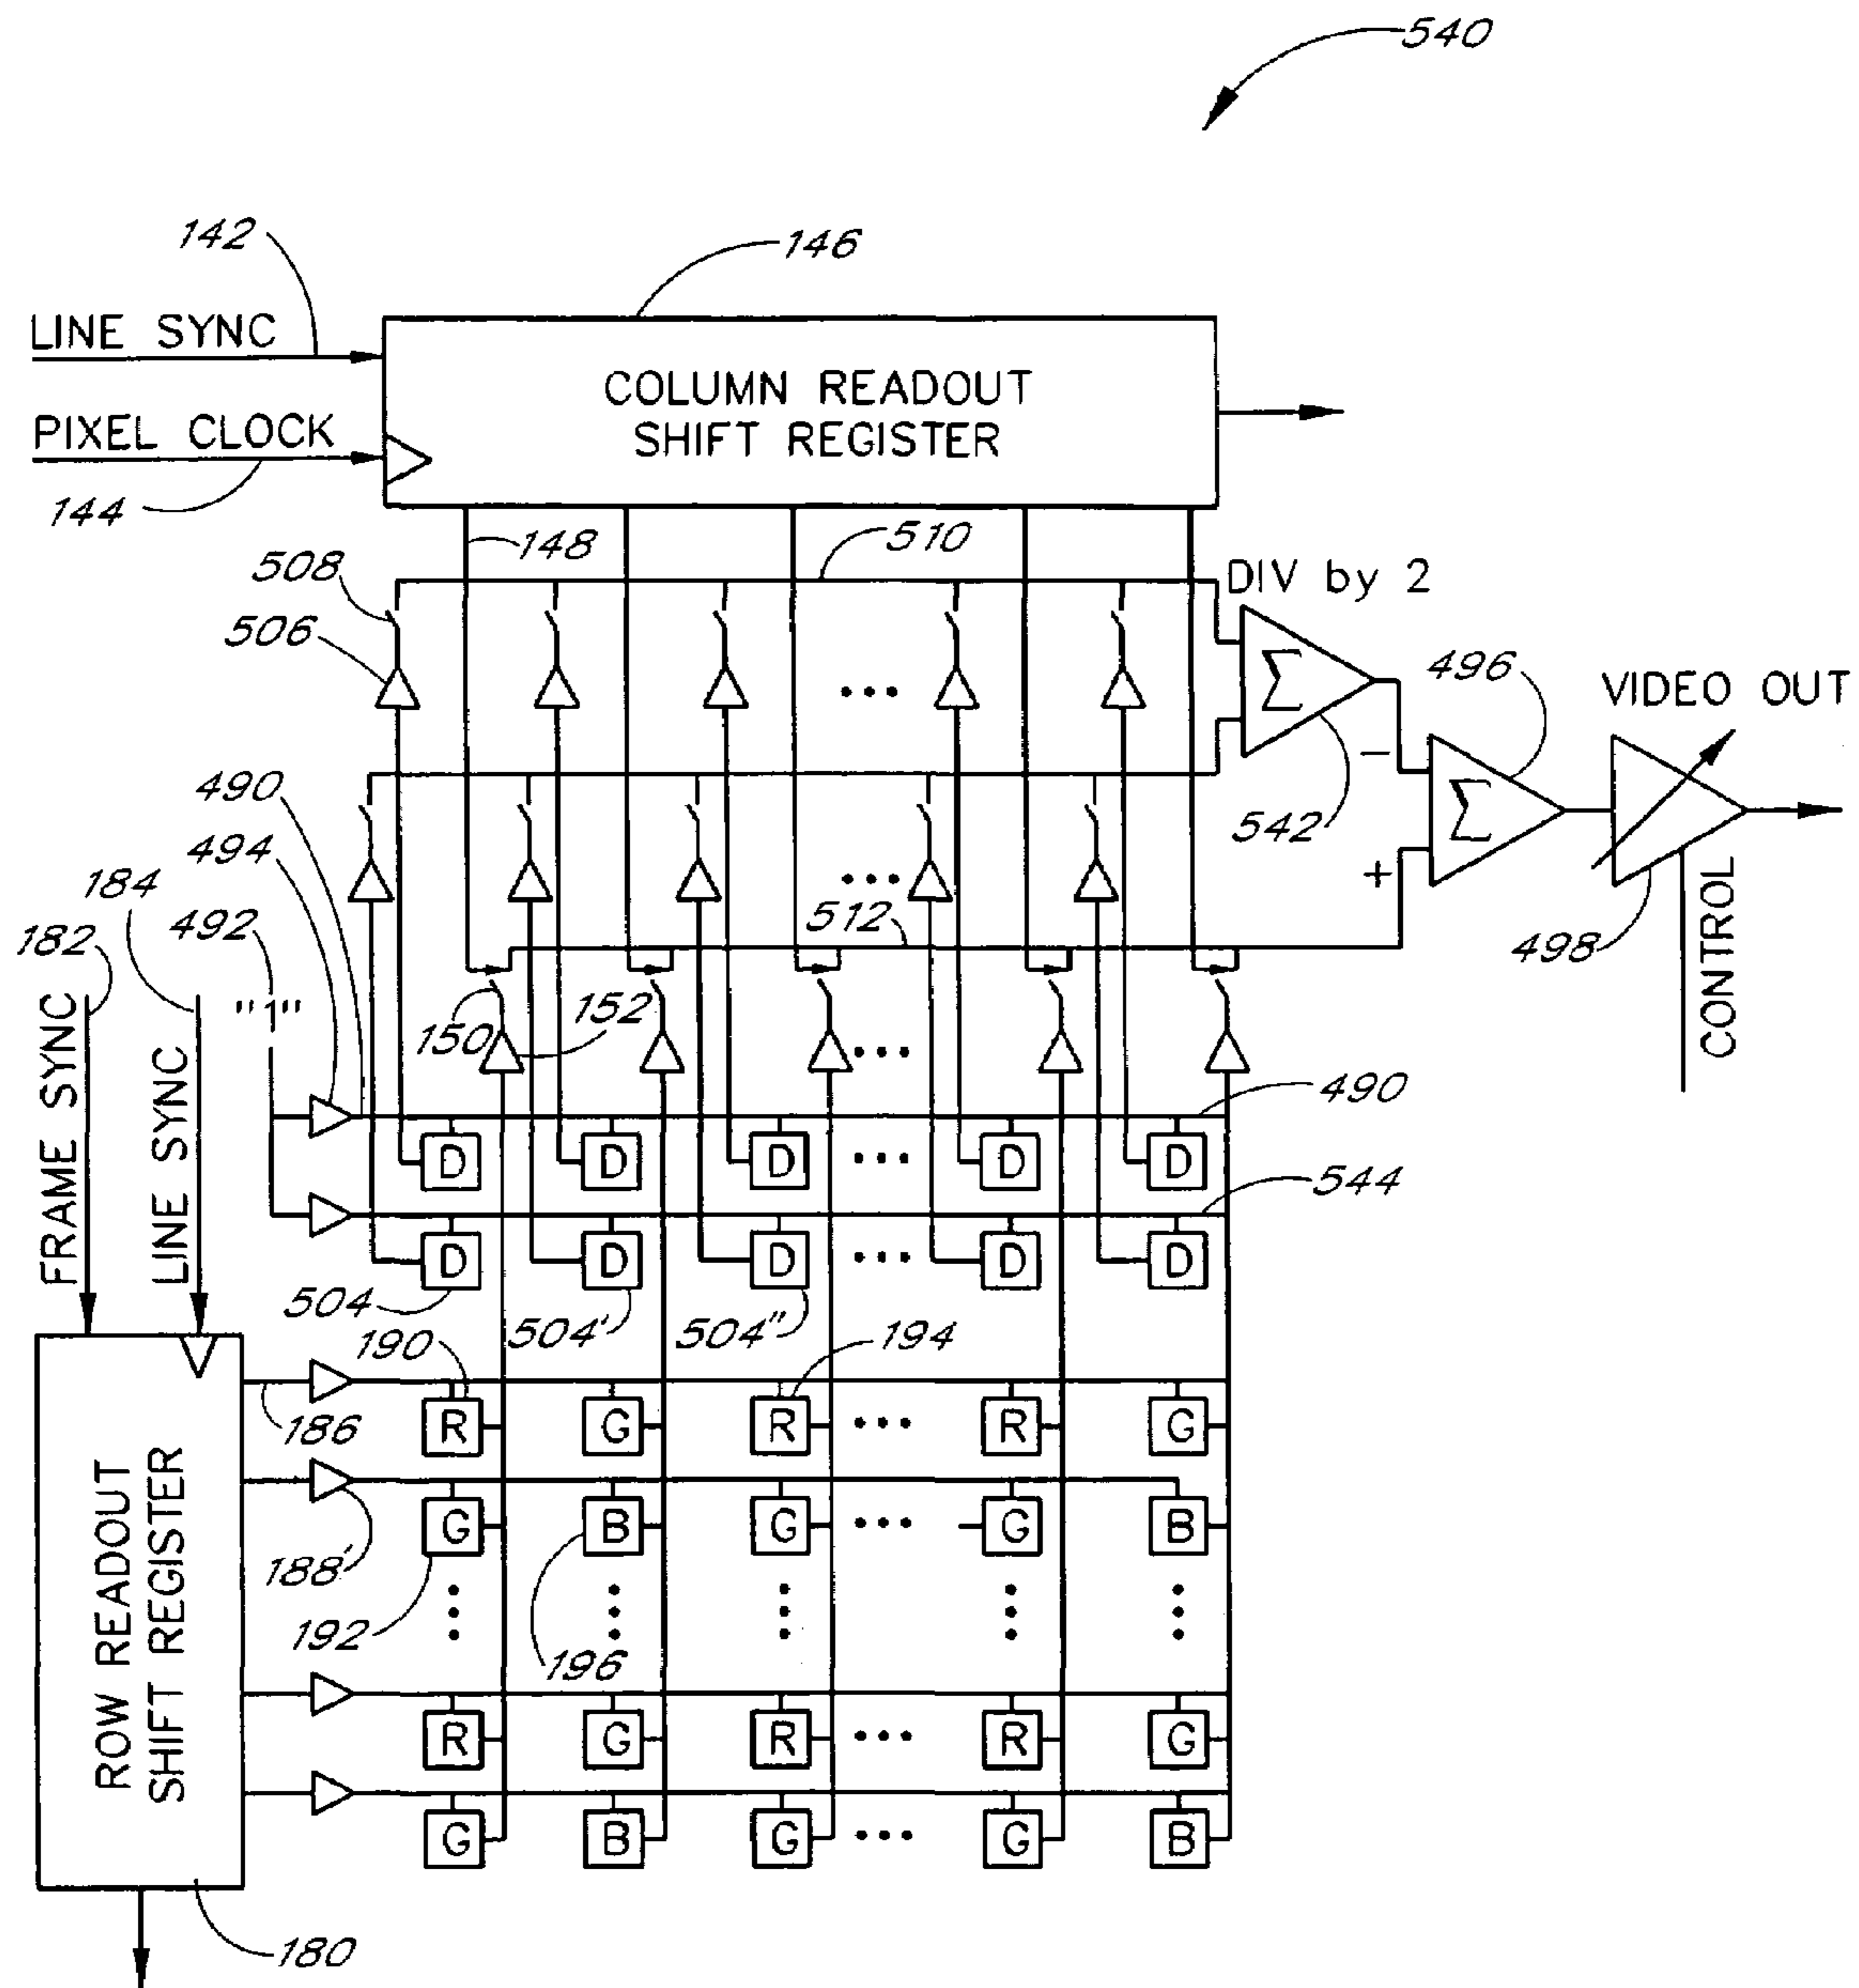 540
142
146
LINE SYNC
COLUMN READOUT
SHIFT REGISTER
PIXEL CLOCK
144
148
510
508
DIV by 2
506
Σ
496
VIDEO OUT
490
494
542
Σ
184
492
512
498
182
"1"
150
152
CONTROL
FRAME SYNC
LINE SYNC
490
D D D ... D D
544
D D D ... D D
504
504'
504"
190
194
R G R ... R G
186
G B G ... G B
188'
192
196
ROW READOUT
SHIFT REGISTER
R G R ... R G
G B G ... G B
180